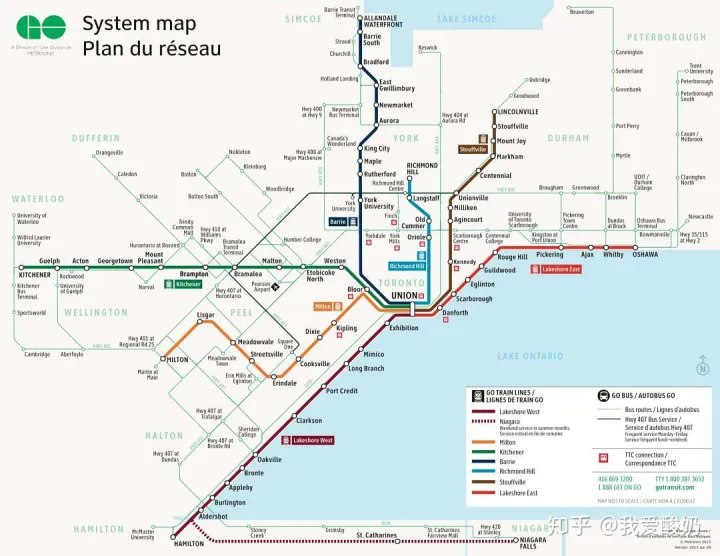 GO
A Division of / Une Division de
METROLINX
System map
Plan du réseau
SIMCOE
LAKE SIMCOE
PETERBOROUGH
Barrie Transit
Terminal
ALLANDALE
WATERFRONT
Barrie
South
Stroud
Churchill
Bradford
Holland Landing
East
Gwillimbury
Keswick
Beaverton
Cannington
Sunderland
Greenbank
Port Perry
Myrtle
Trent
University
Peterborough
Peterborough
South
Cavan /
Millbrook
Clarington
North
Uxbridge
Goodwood
LINCOLNVILLE
Stouffville
Mount Joy
Stouffville
Markham
Centennial
Hwy 400
at Hwy 9
Newmarket
Bus Terminal
Newmarket
Aurora
Hwy 404 at
Aurora Rd
DUFFERIN
YORK
DURHAM
Canada's
Wonderland
Hwy 400 at
Major Mackenzie
King City
Maple
Rutherford
RICHMOND
HILL
Richmond Hill
Centre
Langstaff
Orangeville
Caledon
Victoria
Nobleton
Kleinburg
Bolton
Bolton South
Woodbridge
York
University
York
University
Barrie
Finch
Old
Cummer
Oriole
Yorkdale
York
Mills
Richmond Hill
Unionville
Milliken
Agincourt
Scarborough
Centre
Kennedy
HWY 407
Brougham
Greenwood
Brooklin
UOIT /
Durham
College
University
of Toronto
Scarborough
Centennial
College
Kingston at
Port Union
Pickering
Town
Centre
Dundas
at Brock
Oshawa Bus
Terminal
Bowmanville
Newcastle
Hwy 35/115
at Hwy 2
WATERLOO
University of
Waterloo
Wilfrid Laurier
University
Guelph
Acton
Georgetown
Mount
Pleasant
Brampton
Bramalea
Malton
Etobicoke
North
Weston
Bloor
KITCHENER
Kitchener
Bus
Terminal
Sportsworld
Rockwood
University
of Guelph
Norval
Kitchener
Trinity
Common
Mall
Hwy 410 at
Williams
Pkwy
Hurontario at Bovaird
Bramalea
Terminal
Humber College
Hwy 407 at
Hurontario
Pearson
Airport
WELLINGTON
PEEL
TORONTO
UNION
Rouge Hill
Guildwood
Eglinton
Scarborough
Danforth
Pickering
Ajax
Whitby
OSHAWA
Lakeshore East
Milton
Cambridge
Aberfoyle
Hwy 401 at
Regional Rd 25
MILTON
Martin at
Main
Lisgar
Meadowvale
Meadowvale
Town
Centre
Streetsville
Erin Mills at
Eglinton
Erindale
Square
One
Cooksville
Dixie
Kipling
Exhibition
Mimico
Long Branch
Port Credit
Clarkson
Lakeshore West
LAKE ONTARIO
N
HALTON
Hwy 407 at
Trafalgar
Sheridan
College
Hwy 407 at
Bronte Rd
Hwy 407 at
Dundas
Oakville
Bronte
Appleby
Burlington
Aldershot
HAMILTON
McMaster
University
HAMILTON
Stoney
Creek
QEW
Grimsby
St. Catharines
St. Catharines
Fairview Mall
Hwy 420
at Stanley
NIAGARA
FALLS
NIAGARA
GO TRAIN LINES /
LIGNES DE TRAIN GO
Lakeshore West
Niagara
Weekend service in summer months.
Service estival en fin de semaine.
Milton
Kitchener
Barrie
Richmond Hill
Stouffville
Lakeshore East
GO BUS / AUTOBUS GO
Bus routes / Lignes d'autobus
Hwy 407 Bus Service /
Service d'autobus Hwy 407
Frequent service Monday-Friday.
Service fréquent lundi-vendredi.
TTC connection /
Correspondance TTC
416 869 3200
1 888 GET ON GO
TTY 1 800 387 3652
gotransit.com
MAP NOT TO SCALE / CARTE NON À L'ÉCHELLE
知乎 @我爱酸奶